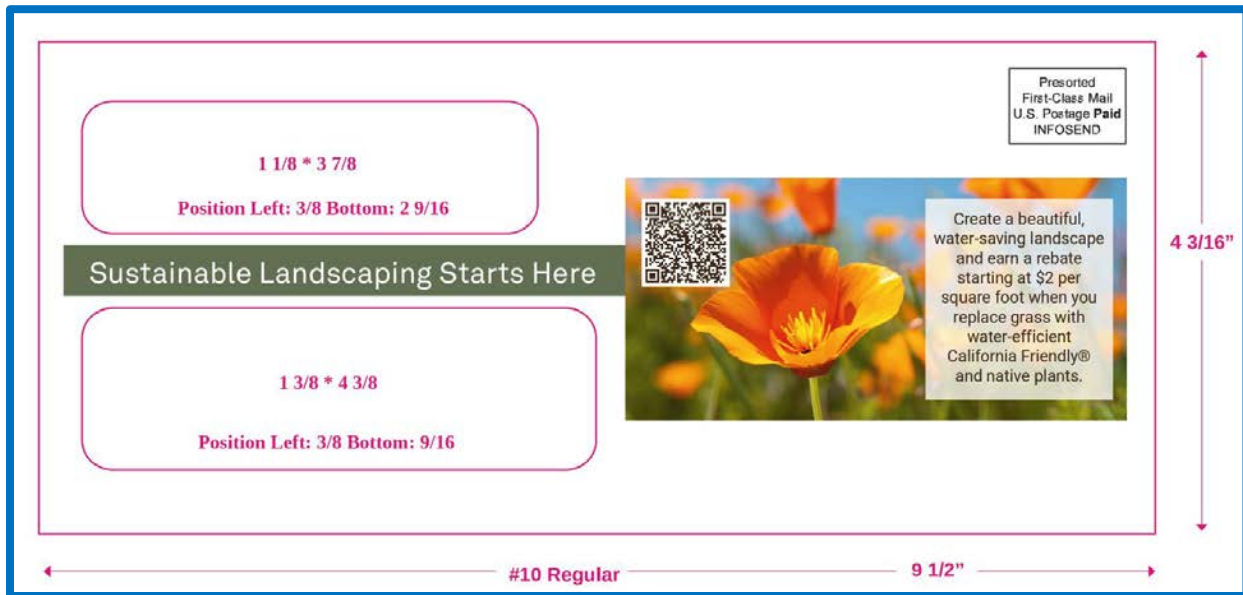 Presorted
First-Class Mail
U.S. Postage Paid
INFOSEND
1 1/8 * 3 7/8
Position Left: 3/8 Bottom: 2 9/16
Sustainable Landscaping Starts Here
Create a beautiful,
water-saving landscape
and earn a rebate
starting at $2 per
square foot when you
replace grass with
water-efficient
California Friendly®
and native plants.
4 3/16”
1 3/8 * 4 3/8
Position Left: 3/8 Bottom: 9/16
#10 Regular
9 1/2”